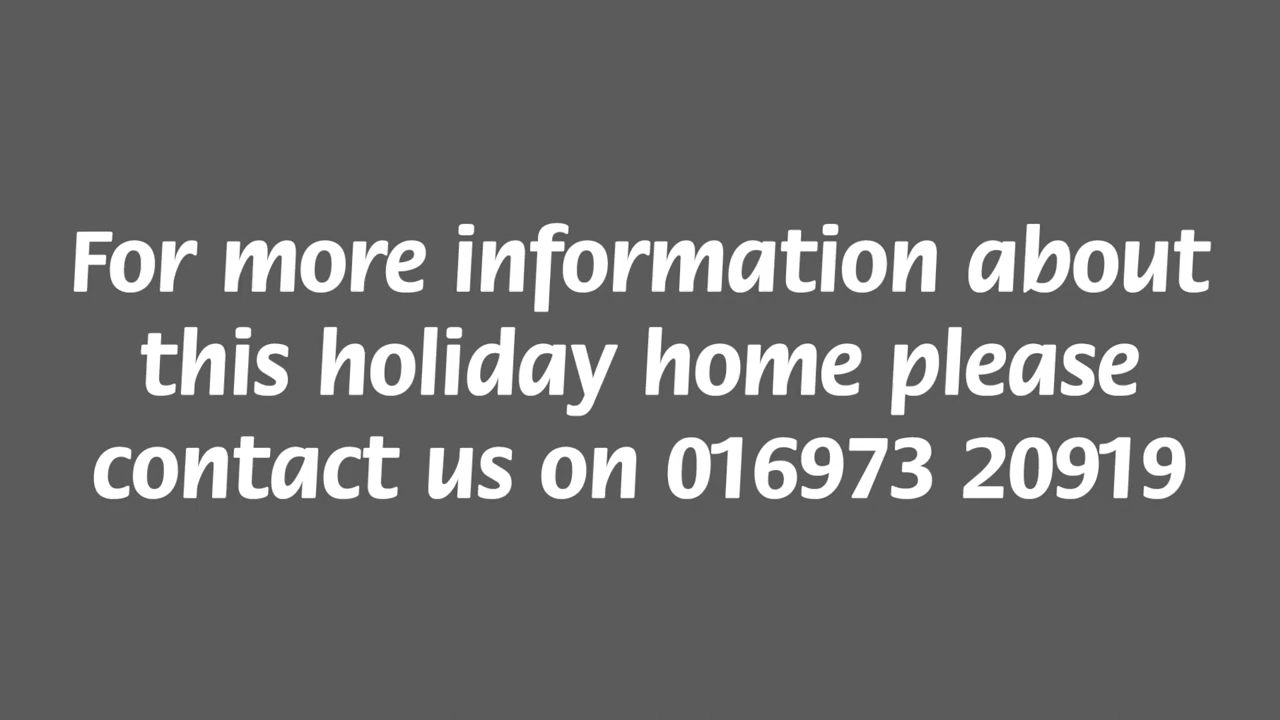 For more information about
this holiday home please
contact us on 016973 20919